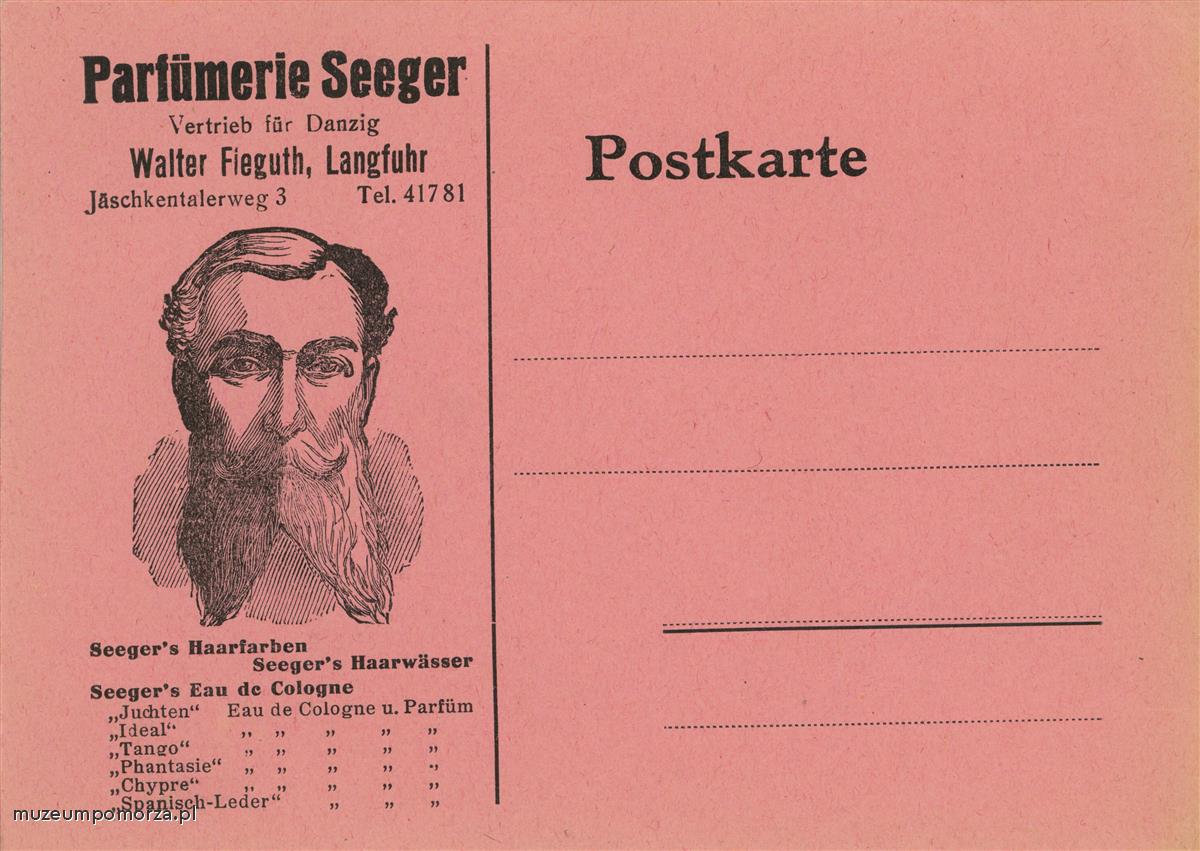 Parfümerie Seeger
Vertrieb für Danzig
Walter Fieguth, Langfuhr
Jäschkentalerweg 3 Tel. 41781
Postkarte
Seeger's Haarfarben
Seeger's Haarwässer
Seeger's Eau de Cologne
„Juchten“ Eau de Cologne u. Parfüm
„Ideal“ „ „ „ „ „
„Tango“ „ „ „ „ „
„Phantasie“ „ „ „ „ „
„Chypre“ „ „ „ „ „
„Spanisch-Leder“ „ „ „
muzeumpomorza.pl